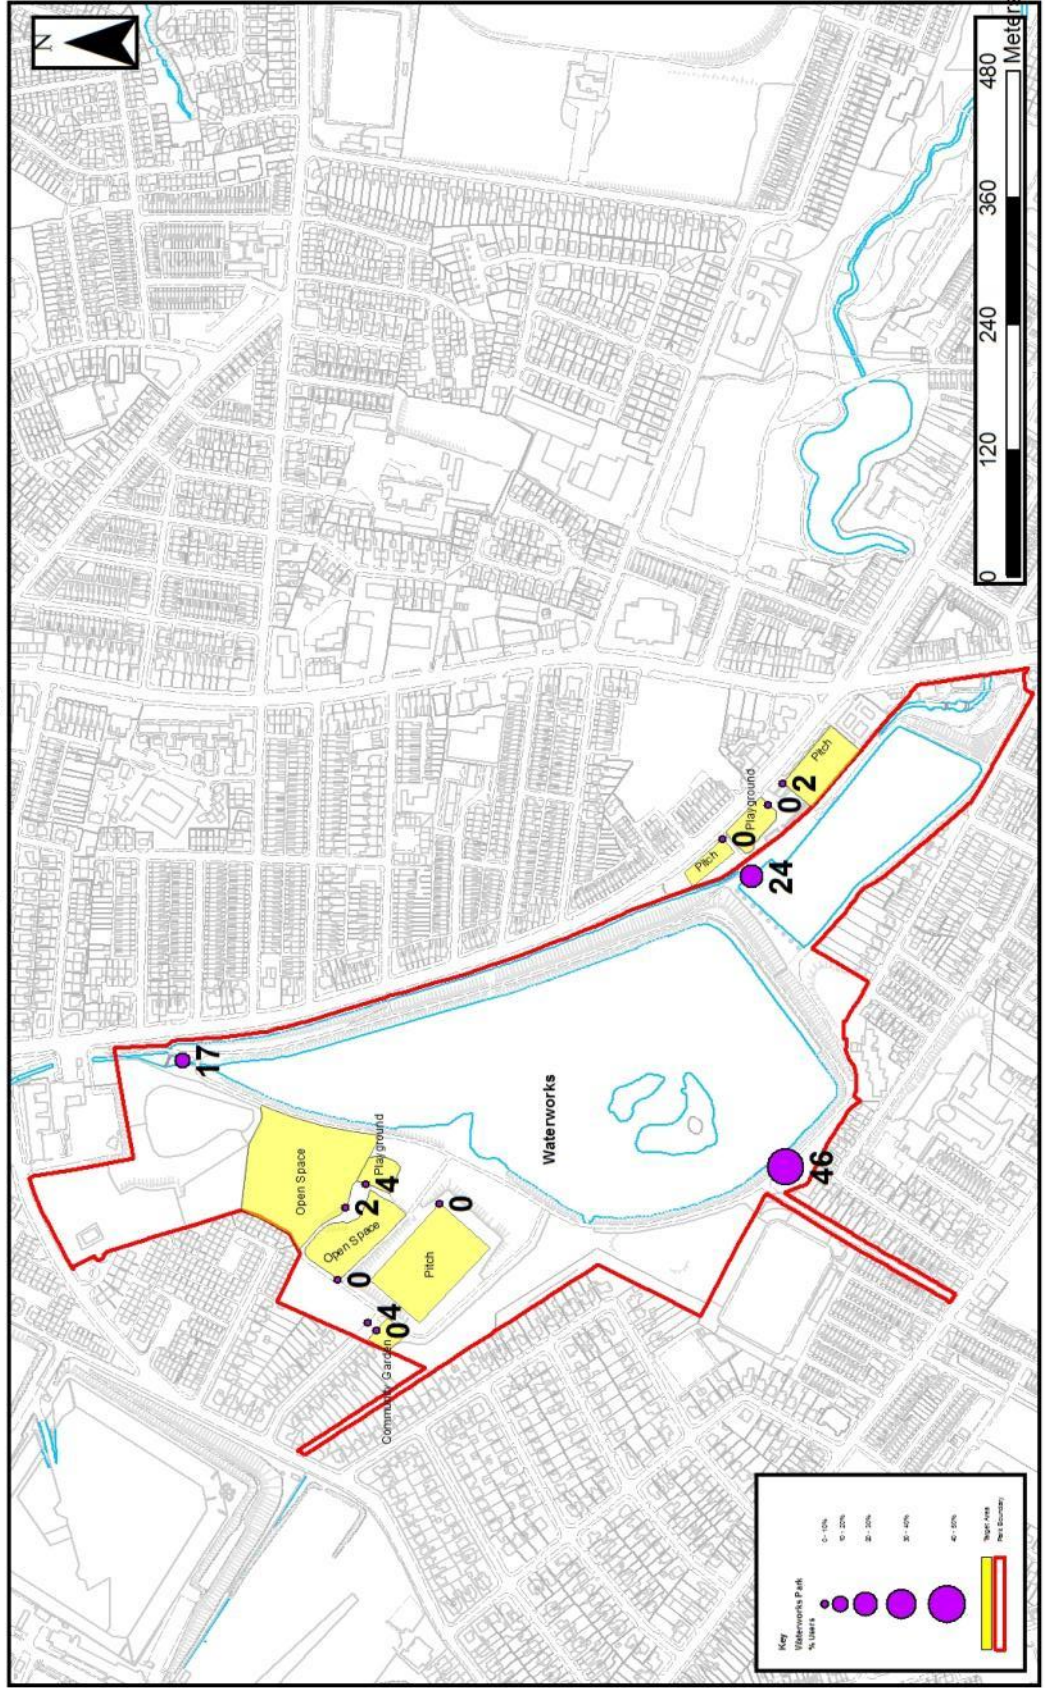 N
17
Open Space
Playground
4
2
Open Space
0
0
Pitch
4
0
Community Garden
Waterworks
46
24
Pitch
0
Playground
0
2
Pitch
0
120
240
360
480
Meters
Key
Waterworks Park
% Users
0 - 10%
10 - 20%
20 - 30%
30 - 40%
40 - 50%
Target Area
Park Boundary